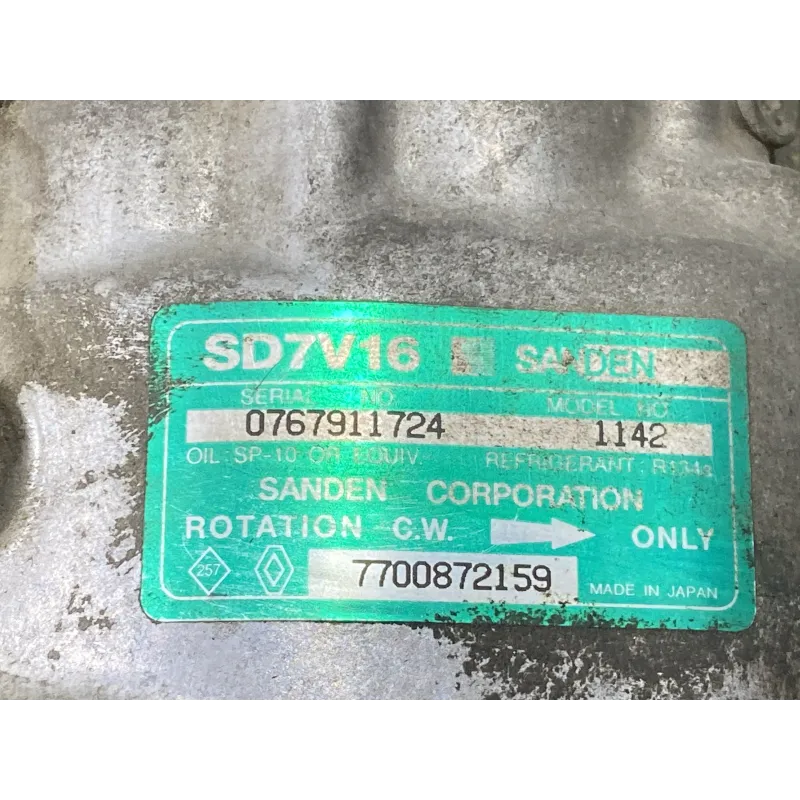 SD7V16 SANDEN
SERIAL NO. MODEL NO.
0767911724 1142
OIL : SP-10 OR EQUIV. REFRIGERANT : R134a
SANDEN CORPORATION
ROTATION C.W. ONLY
257 7700872159 MADE IN JAPAN